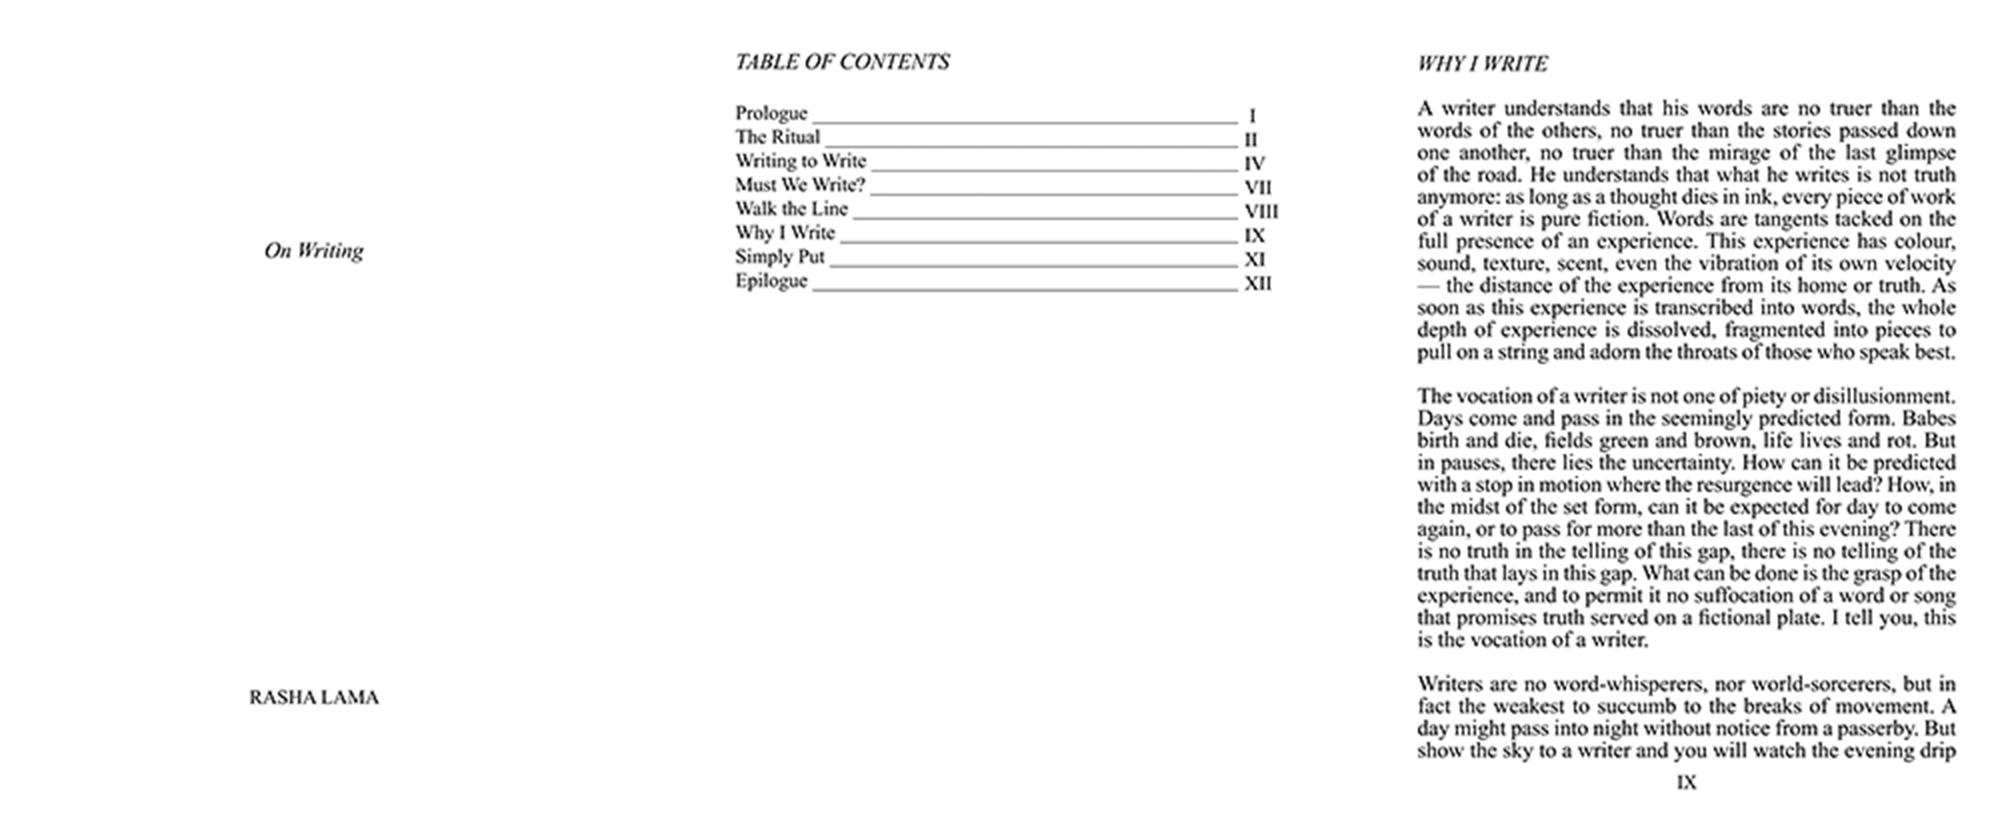 On Writing
RASHA LAMA
TABLE OF CONTENTS
Prologue I
The Ritual II
Writing to Write IV
Must We Write? VII
Walk the Line VIII
Why I Write IX
Simply Put XI
Epilogue XII
WHY I WRITE
A writer understands that his words are no truer than the
words of the others, no truer than the stories passed down
one another, no truer than the mirage of the last glimpse
of the road. He understands that what he writes is not truth
anymore: as long as a thought dies in ink, every piece of work
of a writer is pure fiction. Words are tangents tacked on the
full presence of an experience. This experience has colour,
sound, texture, scent, even the vibration of its own velocity
— the distance of the experience from its home or truth. As
soon as this experience is transcribed into words, the whole
depth of experience is dissolved, fragmented into pieces to
pull on a string and adorn the throats of those who speak best.
The vocation of a writer is not one of piety or disillusionment.
Days come and pass in the seemingly predicted form. Babes
birth and die, fields green and brown, life lives and rot. But
in pauses, there lies the uncertainty. How can it be predicted
with a stop in motion where the resurgence will lead? How, in
the midst of the set form, can it be expected for day to come
again, or to pass for more than the last of this evening? There
is no truth in the telling of this gap, there is no telling of the
truth that lays in this gap. What can be done is the grasp of the
experience, and to permit it no suffocation of a word or song
that promises truth served on a fictional plate. I tell you, this
is the vocation of a writer.
Writers are no word-whisperers, nor world-sorcerers, but in
fact the weakest to succumb to the breaks of movement. A
day might pass into night without notice from a passerby. But
show the sky to a writer and you will watch the evening drip
IX